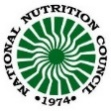 NATIONAL NUTRITION COUNCIL
•1974•